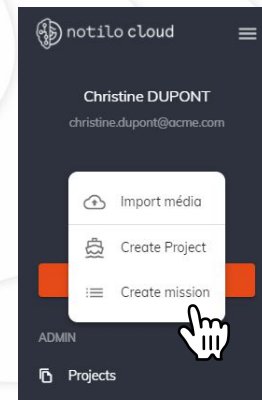 notilo cloud
Christine DUPONT
christine.dupont@acme.com
Import média
Create Project
Create mission
ADMIN
Projects